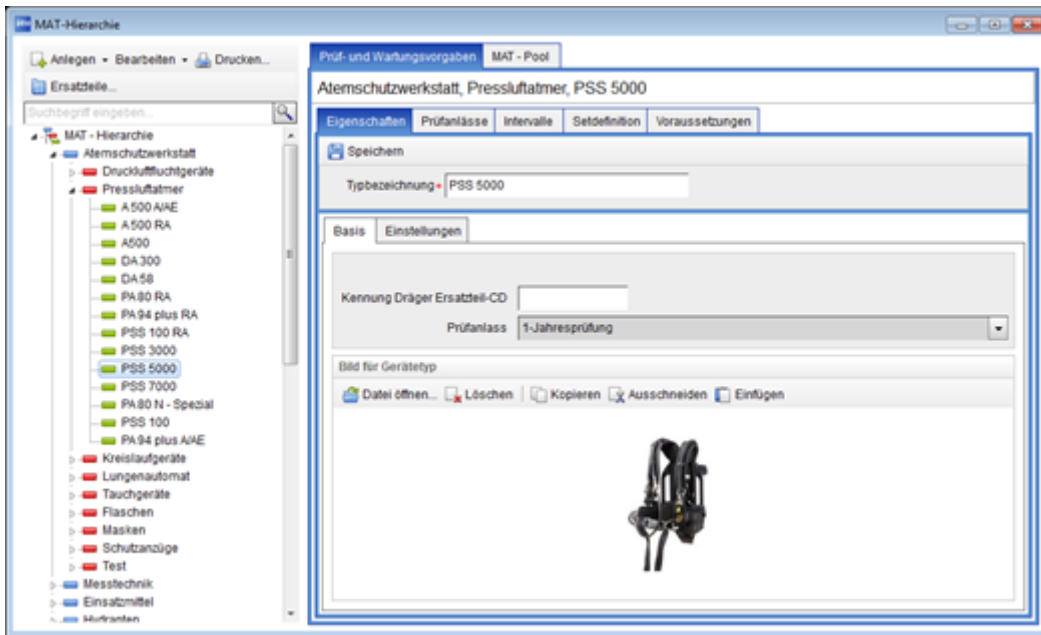 MAT-Hierarchie
Anlegen Bearbeiten Drucken...
Ersatzteile...
Suchbegriff eingeben...
MAT - Hierarchie
Atemschutzwerkstatt
Druckluftfluchtgeräte
Pressluftatmer
A 500 A/AE
A 500 RA
A500
DA 300
DA 58
PA 80 RA
PA 94 plus RA
PSS 100 RA
PSS 3000
PSS 5000
PSS 7000
PA 80 N - Spezial
PSS 100
PA 94 plus A/AE
Kreislaufgeräte
Lungenautomat
Tauchgeräte
Flaschen
Masken
Schutzanzüge
Test
Messtechnik
Einsatzmittel
Hydranten
Prüf- und Wartungsvorgaben MAT - Pool
Atemschutzwerkstatt, Pressluftatmer, PSS 5000
Eigenschaften Prüfanlässe Intervalle Setdefinition Voraussetzungen
Speichern
Typbezeichnung* PSS 5000
Basis Einstellungen
Kennung Dräger Ersatzteil-CD
Prüfanlass 1-Jahresprüfung
Bild für Gerätetyp
Datei öffnen... Löschen Kopieren Ausschneiden Einfügen